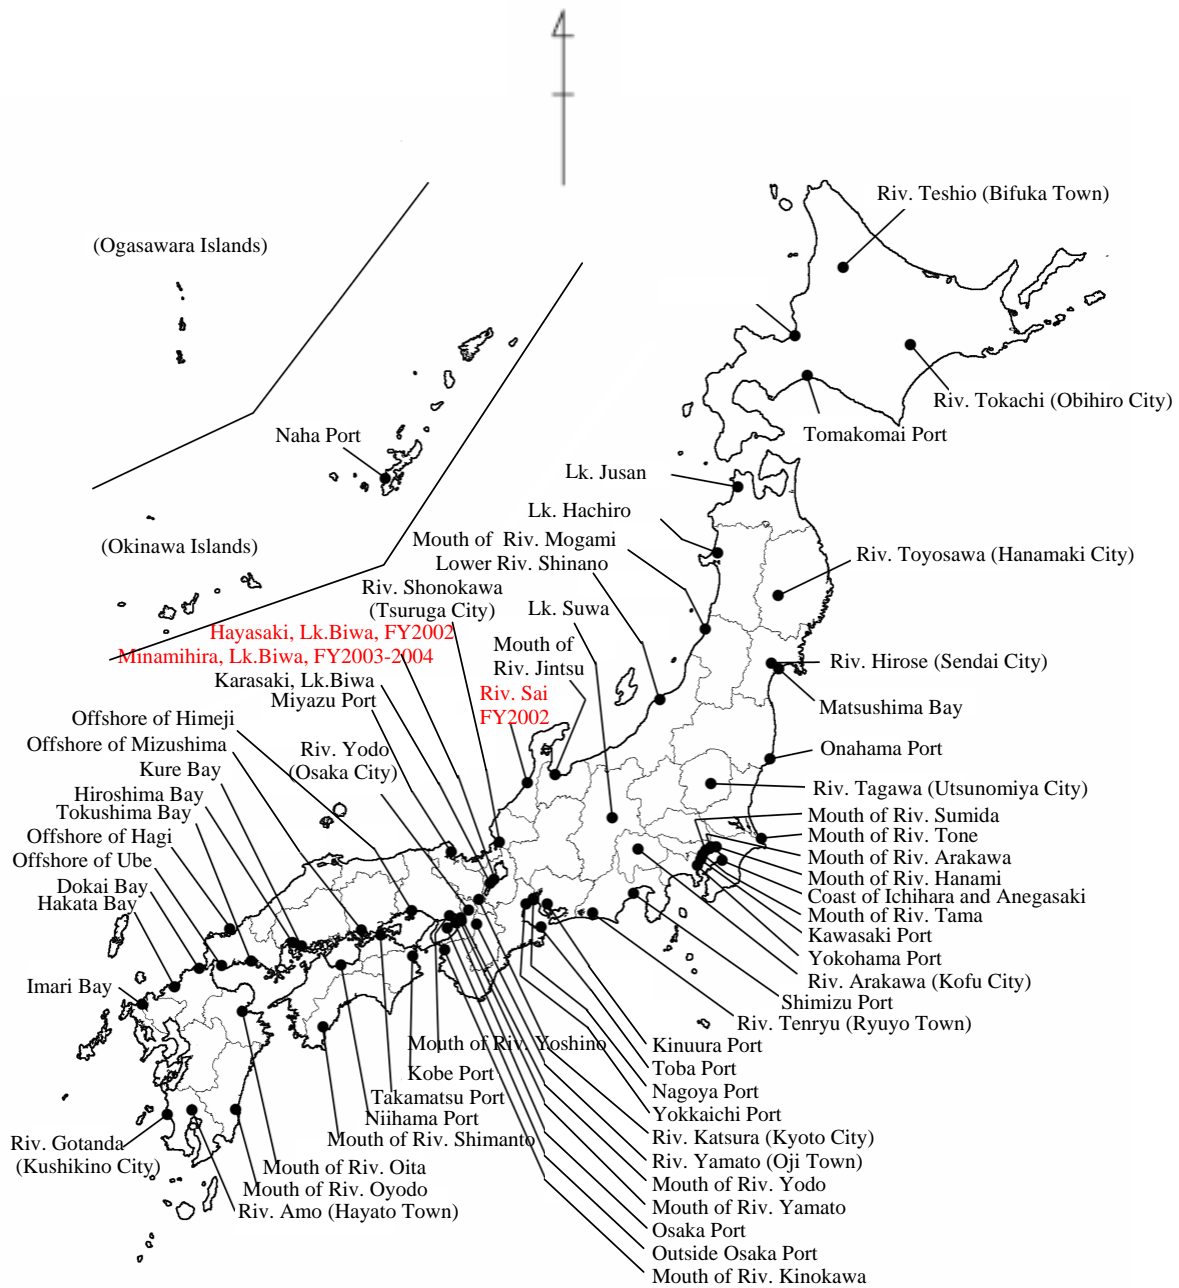 Riv. Teshio (Bifuka Town)
(Ogasawara Islands)
Riv. Tokachi (Obihiro City)
Naha Port
Tomakomai Port
Lk. Jusan
Lk. Hachiro
Mouth of Riv. Mogami
(Okinawa Islands)
Riv. Toyosawa (Hanamaki City)
Lower Riv. Shinano
Riv. Shonokawa
(Tsuruga City)
Lk. Suwa
Hayasaki, Lk.Biwa, FY2002
Mouth of
Riv. Jintsu
Minamihira, Lk.Biwa, FY2003-2004
Riv. Hirose (Sendai City)
Karasaki, Lk.Biwa
Riv. Sai
FY2002
Miyazu Port
Matsushima Bay
Offshore of Himeji
Offshore of Mizushima
Riv. Yodo
(Osaka City)
Onahama Port
Kure Bay
Hiroshima Bay
Riv. Tagawa (Utsunomiya City)
Tokushima Bay
Mouth of Riv. Sumida
Offshore of Hagi
Mouth of Riv. Tone
Offshore of Ube
Mouth of Riv. Arakawa
Dokai Bay
Mouth of Riv. Hanami
Hakata Bay
Coast of Ichihara and Anegasaki
Mouth of Riv. Tama
Kawasaki Port
Yokohama Port
Imari Bay
Riv. Arakawa (Kofu City)
Shimizu Port
Riv. Tenryu (Ryuyo Town)
Mouth of Riv. Yoshino
Kinuura Port
Kobe Port
Toba Port
Takamatsu Port
Nagoya Port
Niihama Port
Yokkaichi Port
Mouth of Riv. Shimanto
Riv. Katsura (Kyoto City)
Riv. Gotanda
(Kushikino City)
Mouth of Riv. Oita
Riv. Yamato (Oji Town)
Mouth of Riv. Oyodo
Mouth of Riv. Yodo
Riv. Amo (Hayato Town)
Mouth of Riv. Yamato
Osaka Port
Outside Osaka Port
Mouth of Riv. Kinokawa